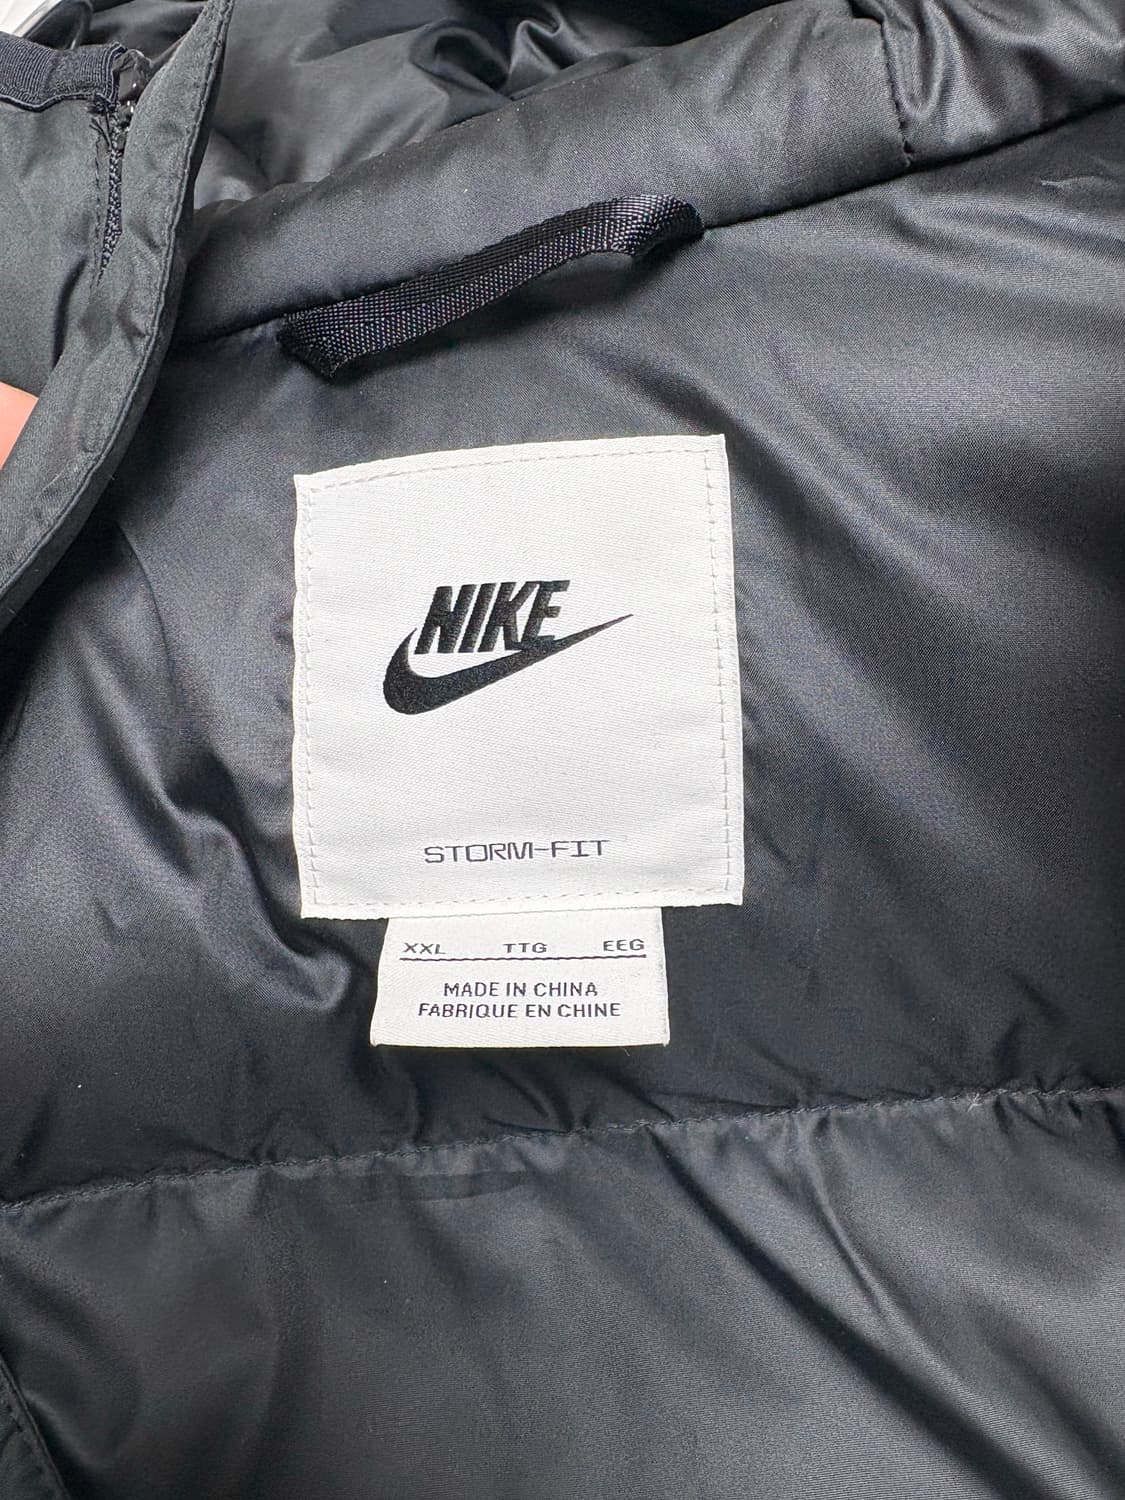 NIKE
STORM-FIT
XXL TTG EEG
MADE IN CHINA
FABRIQUE EN CHINE